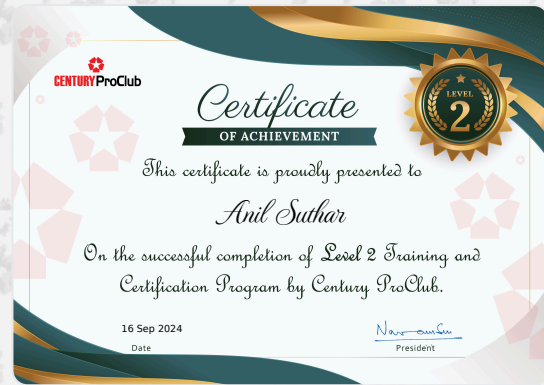 CENTURY ProClub
Certificate
OF ACHIEVEMENT
LEVEL
2
This certificate is proudly presented to
Anil Suthar
On the successful completion of Level 2 Training and
Certification Program by Century ProClub.
16 Sep 2024
Date
President